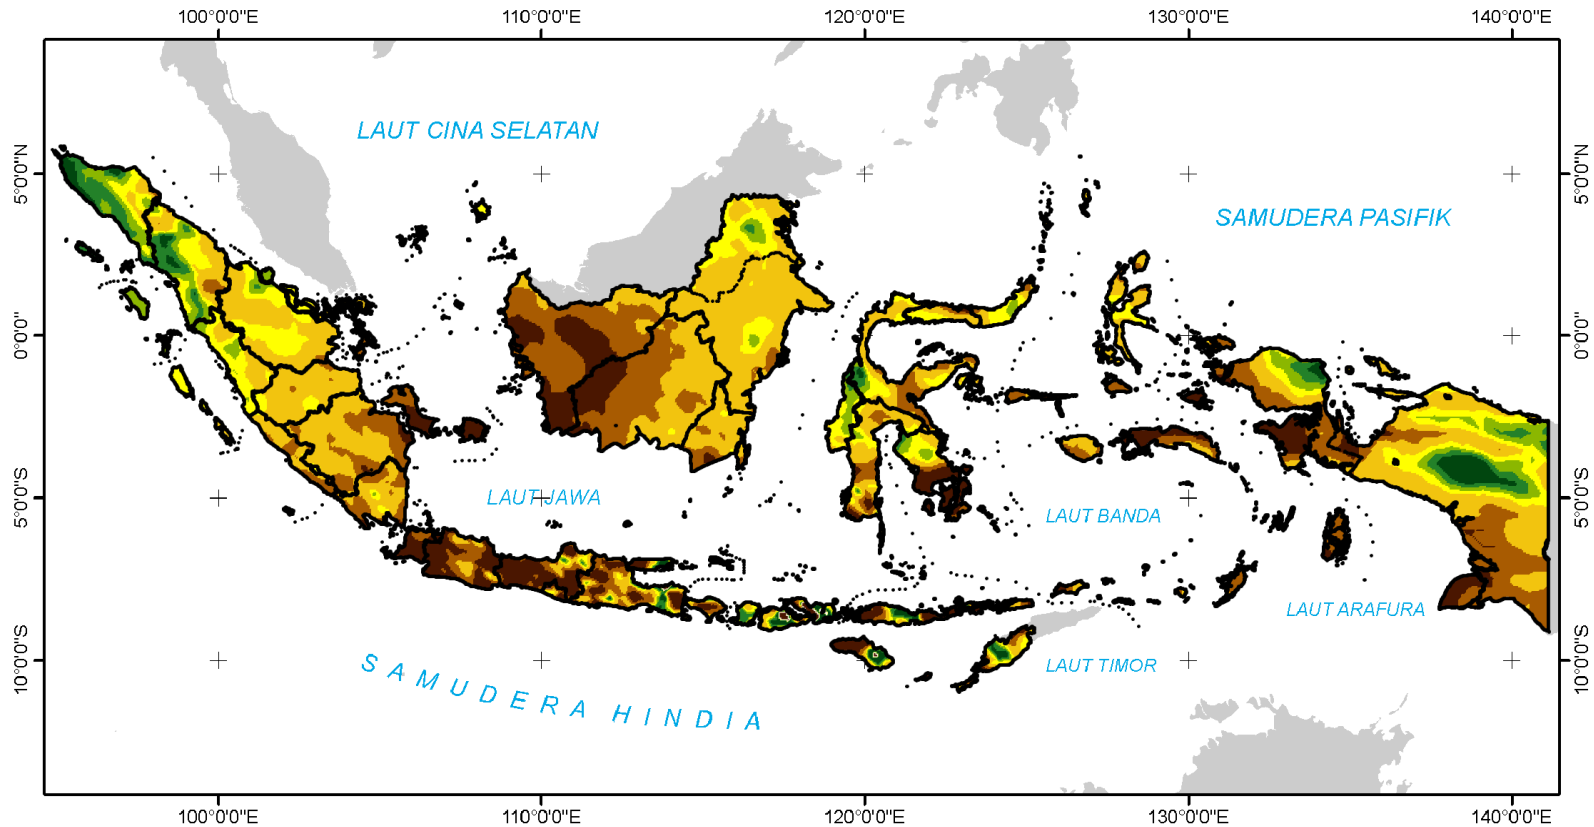 100°0'0"E 110°0'0"E 120°0'0"E 130°0'0"E 140°0'0"E
LAUT CINA SELATAN
5°0'0"N 5°0'0"N
SAMUDERA PASIFIK
0°0'0" 0°0'0"
5°0'0"S 5°0'0"S
LAUT JAWA
LAUT BANDA
LAUT ARAFURA
10°0'0"S 10°0'0"S
LAUT TIMOR
SAMUDERA HINDIA
100°0'0"E 110°0'0"E 120°0'0"E 130°0'0"E 140°0'0"E